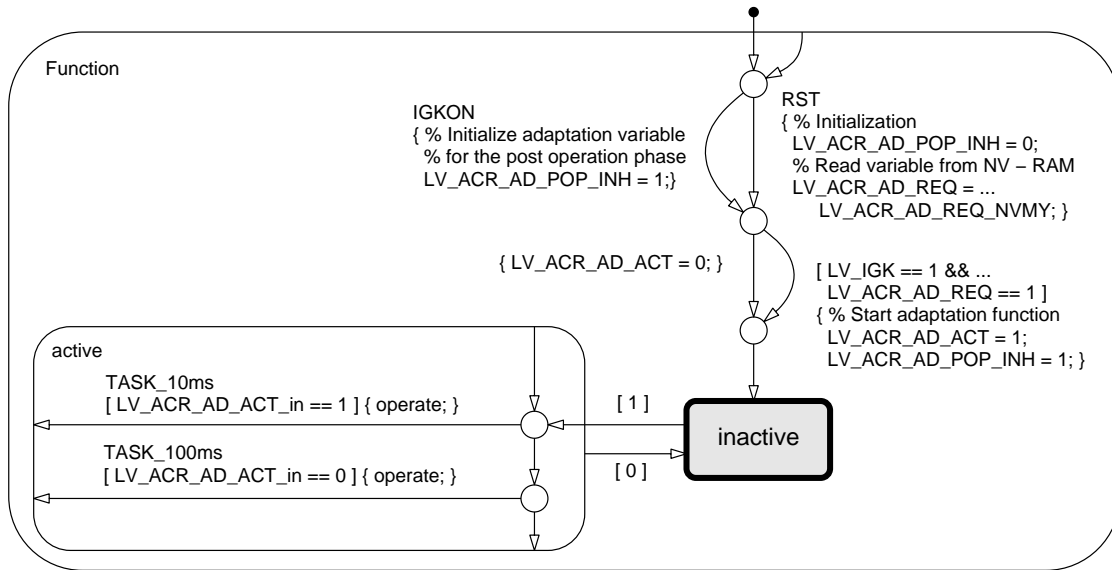 Function
IGKON
{ % Initialize adaptation variable
% for the post operation phase
LV_ACR_AD_POP_INH = 1;}
RST
{ % Initialization
LV_ACR_AD_POP_INH = 0;
% Read variable from NV – RAM
LV_ACR_AD_REQ = ...
LV_ACR_AD_REQ_NVMY; }
{ LV_ACR_AD_ACT = 0; }
[ LV_IGK == 1 && ...
LV_ACR_AD_REQ == 1 ]
{ % Start adaptation function
LV_ACR_AD_ACT = 1;
LV_ACR_AD_POP_INH = 1; }
active
TASK_10ms
[ LV_ACR_AD_ACT_in == 1 ] { operate; }
TASK_100ms
[ LV_ACR_AD_ACT_in == 0 ] { operate; }
[ 1 ]
[ 0 ]
inactive